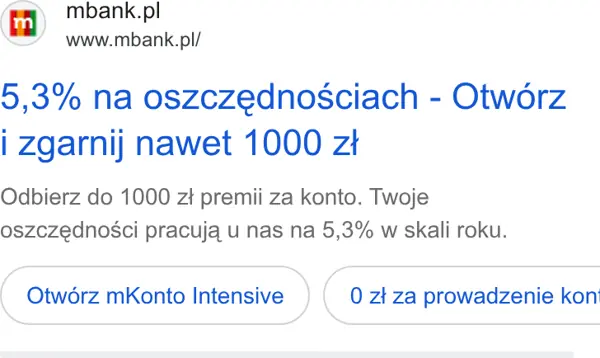 m
mbank.pl
www.mbank.pl/
5,3% na oszczędnościach - Otwórz
i zgarnij nawet 1000 zł
Odbierz do 1000 zł premii za konto. Twoje
oszczędności pracują u nas na 5,3% w skali roku.
Otwórz mKonto Intensive
0 zł za prowadzenie kont